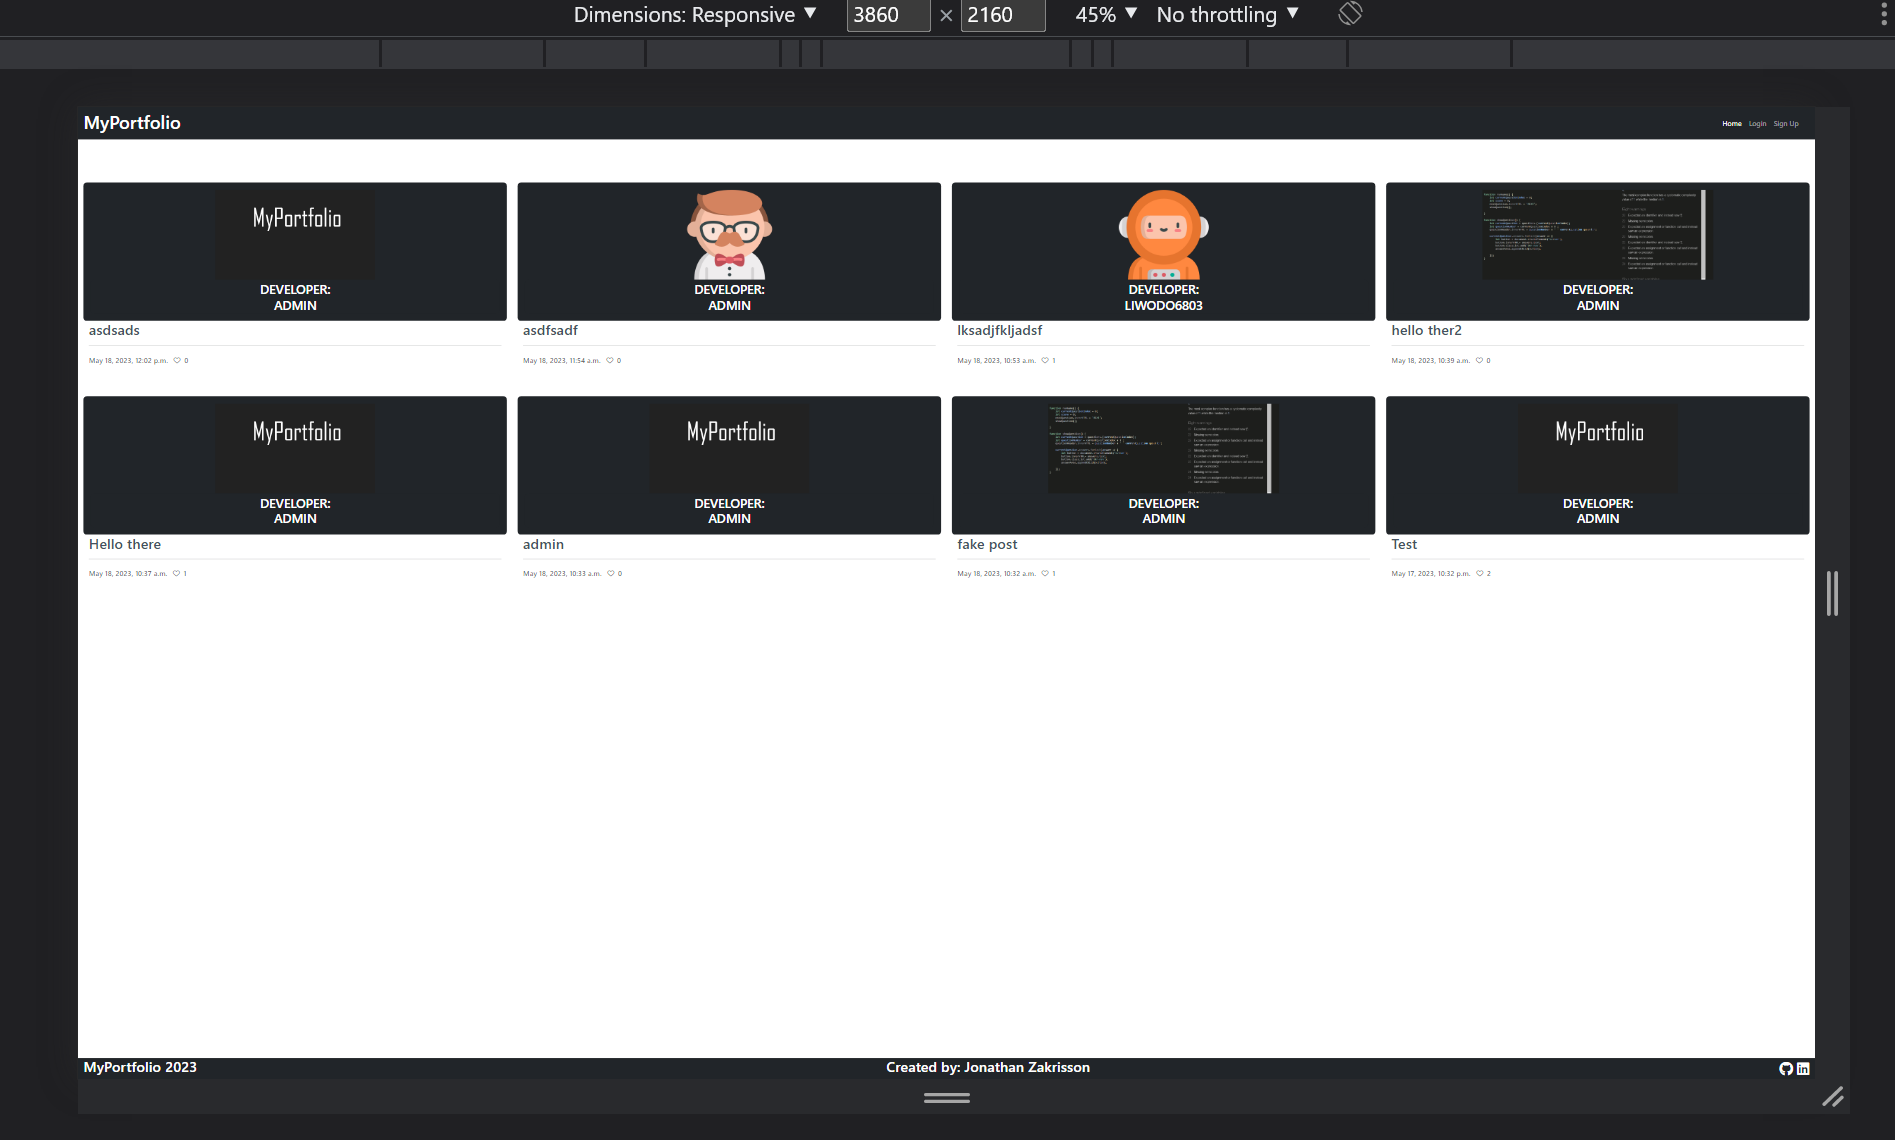 Dimensions: Responsive 3860 × 2160 45% No throttling
MyPortfolio
Home Login Sign Up
MyPortfolio
DEVELOPER:
ADMIN
asdsads
May 18, 2023, 12:02 p.m. 0
DEVELOPER:
ADMIN
asdfsadf
May 18, 2023, 11:54 a.m. 0
DEVELOPER:
LIWODO6803
lksadjfkljadsf
May 18, 2023, 10:53 a.m. 1
DEVELOPER:
ADMIN
hello ther2
May 18, 2023, 10:39 a.m. 0
MyPortfolio
DEVELOPER:
ADMIN
Hello there
May 18, 2023, 10:37 a.m. 1
MyPortfolio
DEVELOPER:
ADMIN
admin
May 18, 2023, 10:33 a.m. 0
DEVELOPER:
ADMIN
fake post
May 18, 2023, 10:32 a.m. 1
MyPortfolio
DEVELOPER:
ADMIN
Test
May 17, 2023, 10:32 p.m. 2
MyPortfolio 2023
Created by: Jonathan Zakrisson